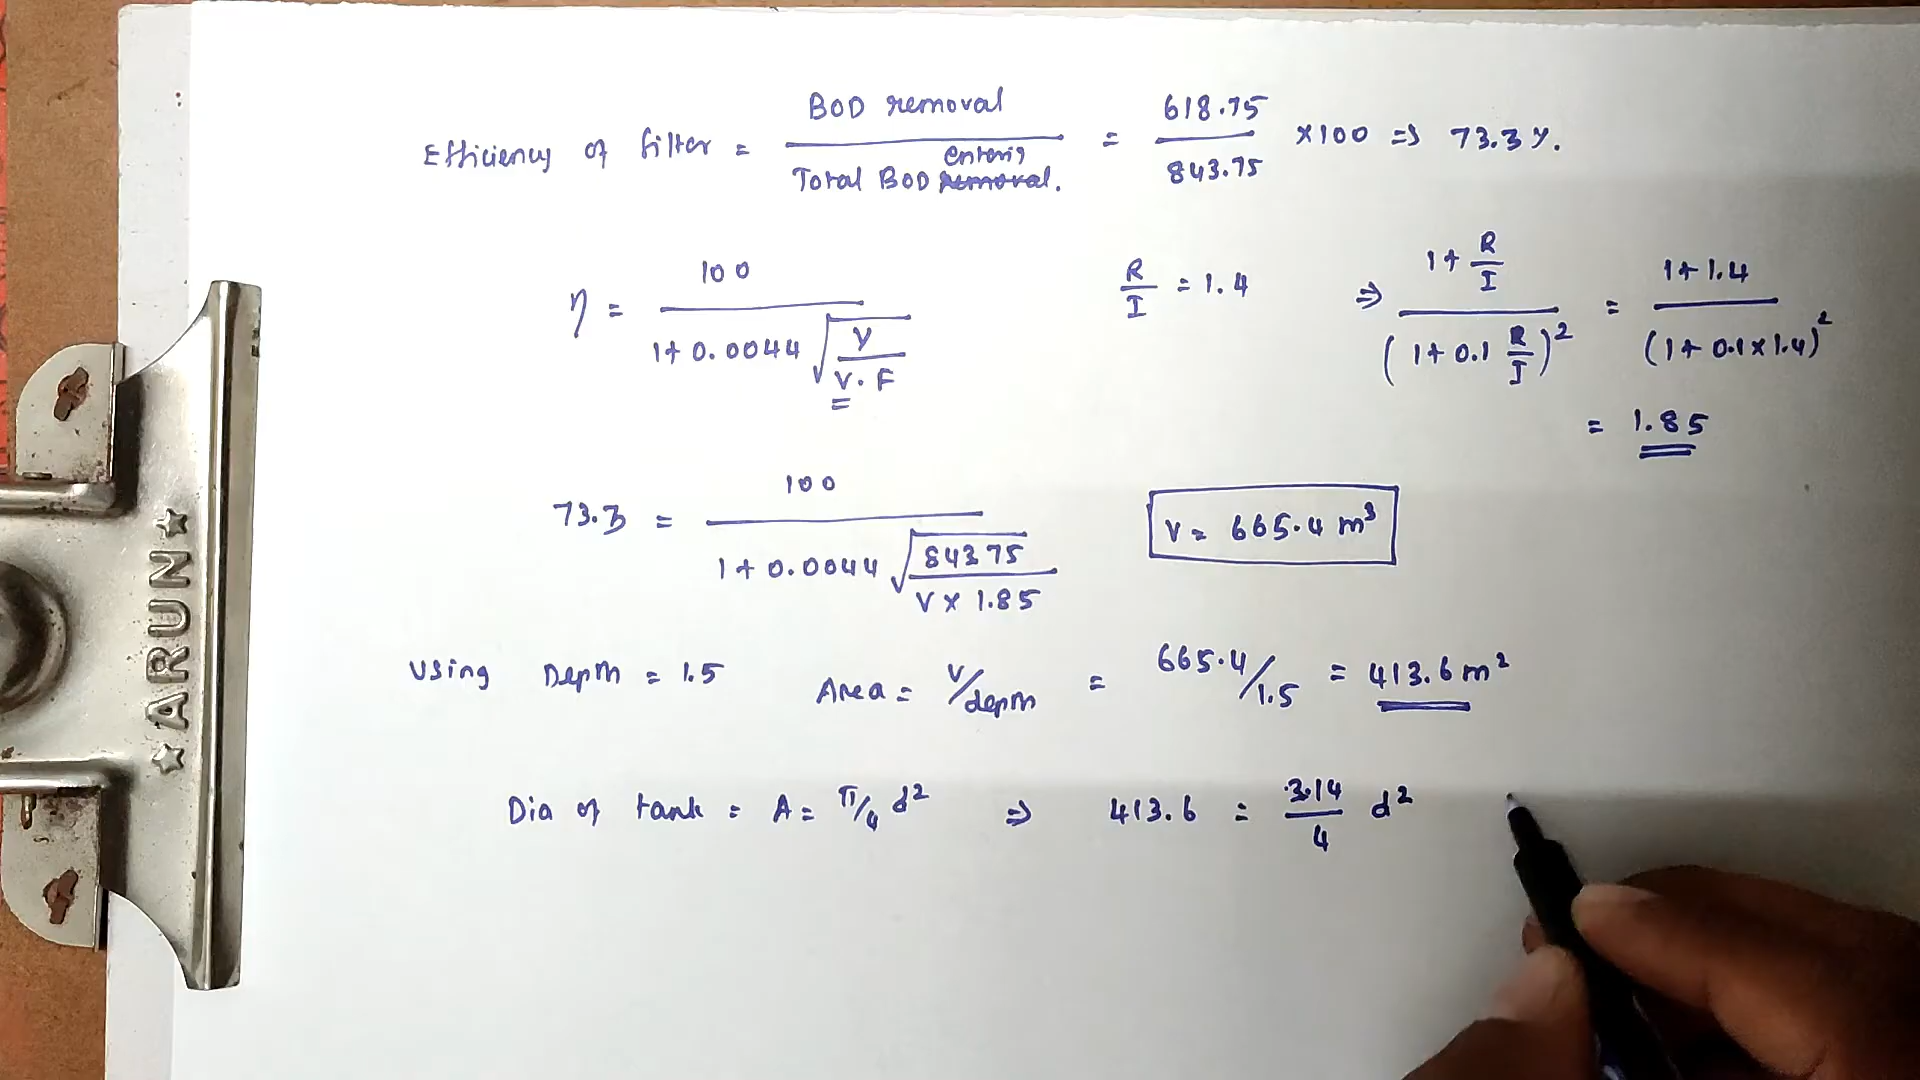 Efficiency of filter = BOD removal / Total BOD removal. entering = 618.75 / 843.75 ×100 => 73.3 %.
η = 100 / 1+0.0044 √(Y / V.F)
R/I = 1.4 => 1+ R/I / (1+0.1 R/I)² = 1+1.4 / (1+0.1×1.4)²
= 1.85
73.3 = 100 / 1+0.0044 √(84375 / V× 1.85)
V= 665.4 m³
Using Depth = 1.5 Area = V/depth = 665.4/1.5 = 413.6 m²
Dia of tank = A = π/4 d² => 413.6 = 3.14/4 d²
ARUN